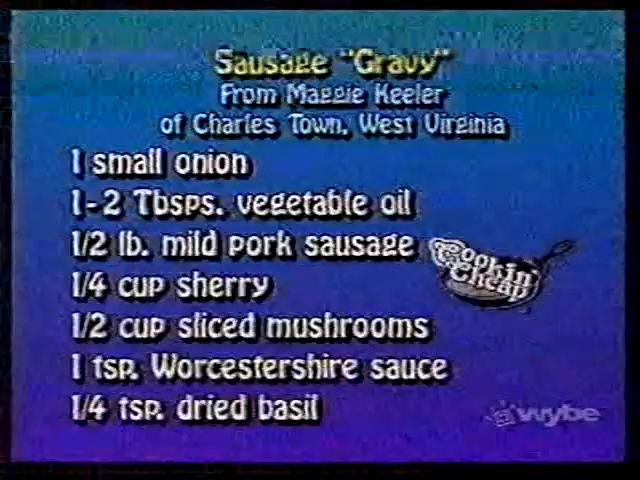 Sausage "Gravy"
From Maggie Keeler
of Charles Town, West Virginia
1 small onion
1-2 Tbsps. vegetable oil
1/2 lb. mild pork sausage
1/4 cup sherry
1/2 cup sliced mushrooms
1 tsp. Worcestershire sauce
1/4 tsp. dried basil
Cookin' Cheap
wybe